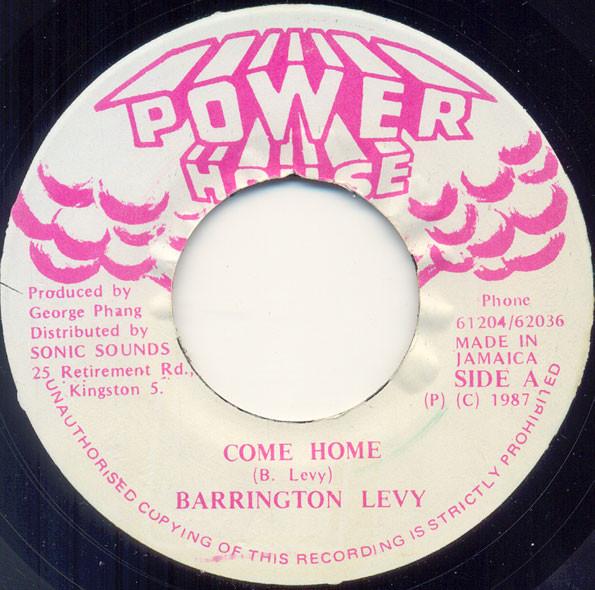 POWER
HOUSE
Produced by
George Phang
Distributed by
SONIC SOUNDS
25 Retirement Rd.,
Kingston 5.
Phone
61204/62036
MADE IN
JAMAICA
SIDE A
(P) (C) 1987
COME HOME
(B. Levy)
BARRINGTON LEVY
UNAUTHORISED COPYING OF THIS RECORDING IS STRICTLY PROHIBITED